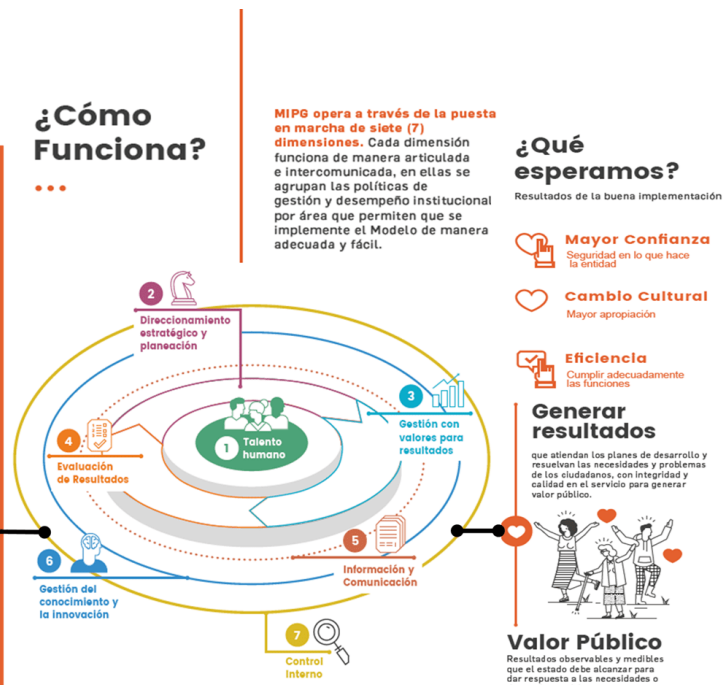 ¿Cómo
Funciona?
MIPG opera a través de la puesta
en marcha de siete (7)
dimensiones. Cada dimensión
funciona de manera articulada
e intercomunicada, en ellas se
agrupan las políticas de
gestión y desempeño institucional
por área que permiten que se
implemente el Modelo de manera
adecuada y fácil.
¿Qué
esperamos?
Resultados de la buena implementación
Mayor Confianza
Seguridad en lo que hace
la entidad
Cambio Cultural
Mayor apropiación
Eficiencia
Cumplir adecuadamente
las funciones
Generar
resultados
que atiendan los planes de desarrollo y
resuelvan las necesidades y problemas
de los ciudadanos, con integridad y
calidad en el servicio para generar
valor público.
Valor Público
Resultados observables y medibles
que el estado debe alcanzar para
dar respuesta a las necesidades o
2
Direccionamiento
estratégico y
planeación
3
Gestión con
valores para
resultados
1
Talento
humano
4
Evaluación
de Resultados
5
Información y
Comunicación
6
Gestión del
conocimiento y
la innovación
7
Control
Interno